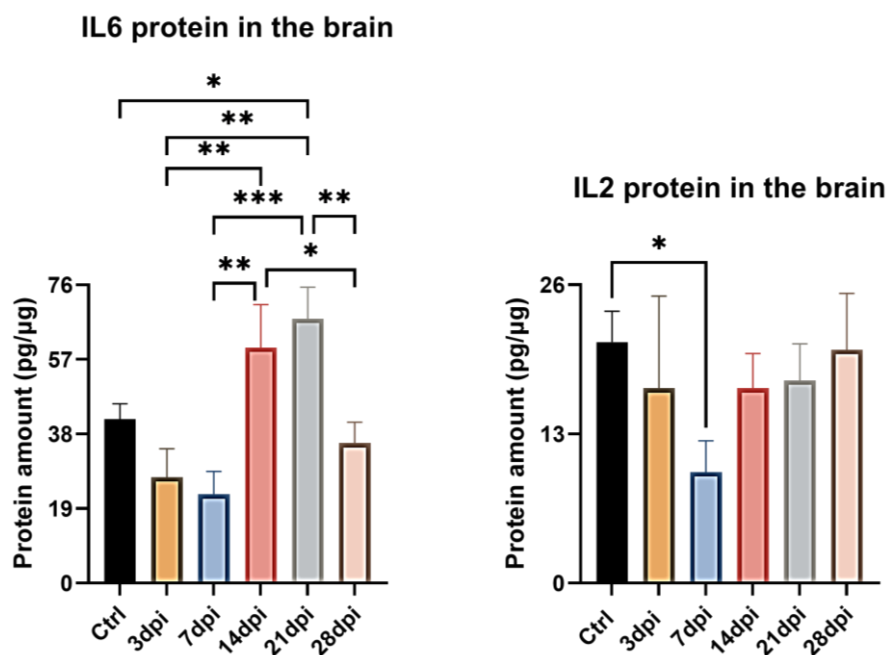 IL6 protein in the brain
*
**
**
*** **
** *
Protein amount (pg/µg)
76
57
38
19
0
Ctrl 3dpi 7dpi 14dpi 21dpi 28dpi
IL2 protein in the brain
*
Protein amount (pg/µg)
26
13
0
Ctrl 3dpi 7dpi 14dpi 21dpi 28dpi